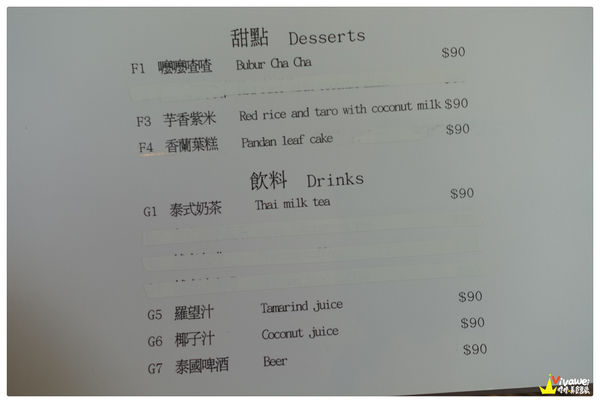 甜點 Desserts
F1 嚤嚤喳喳 Bubur Cha Cha $90
F3 芋香紫米 Red rice and taro with coconut milk $90
F4 香蘭葉糕 Pandan leaf cake $90
飲料 Drinks
G1 泰式奶茶 Thai milk tea $90
G5 羅望汁 Tamarind juice $90
G6 椰子汁 Coconut juice $90
G7 泰國啤酒 Beer $90
Viyawei